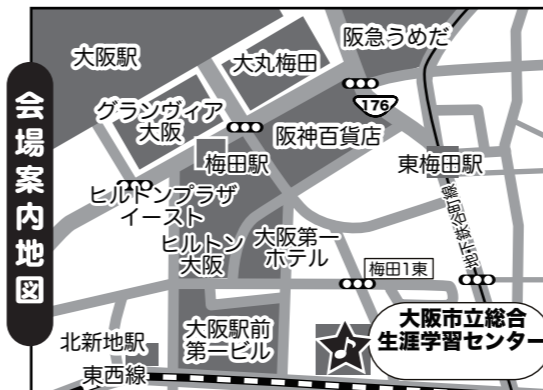 会場案内地図
大阪駅
大丸梅田
阪急うめだ
グランヴィア
大阪
176
阪神百貨店
梅田駅
東梅田駅
ヒルトンプラザ
イースト
ヒルトン
大阪
大阪第一
ホテル
地下鉄谷町線
梅田1東
北新地駅
東西線
大阪駅前
第一ビル
大阪市立総合
生涯学習センター